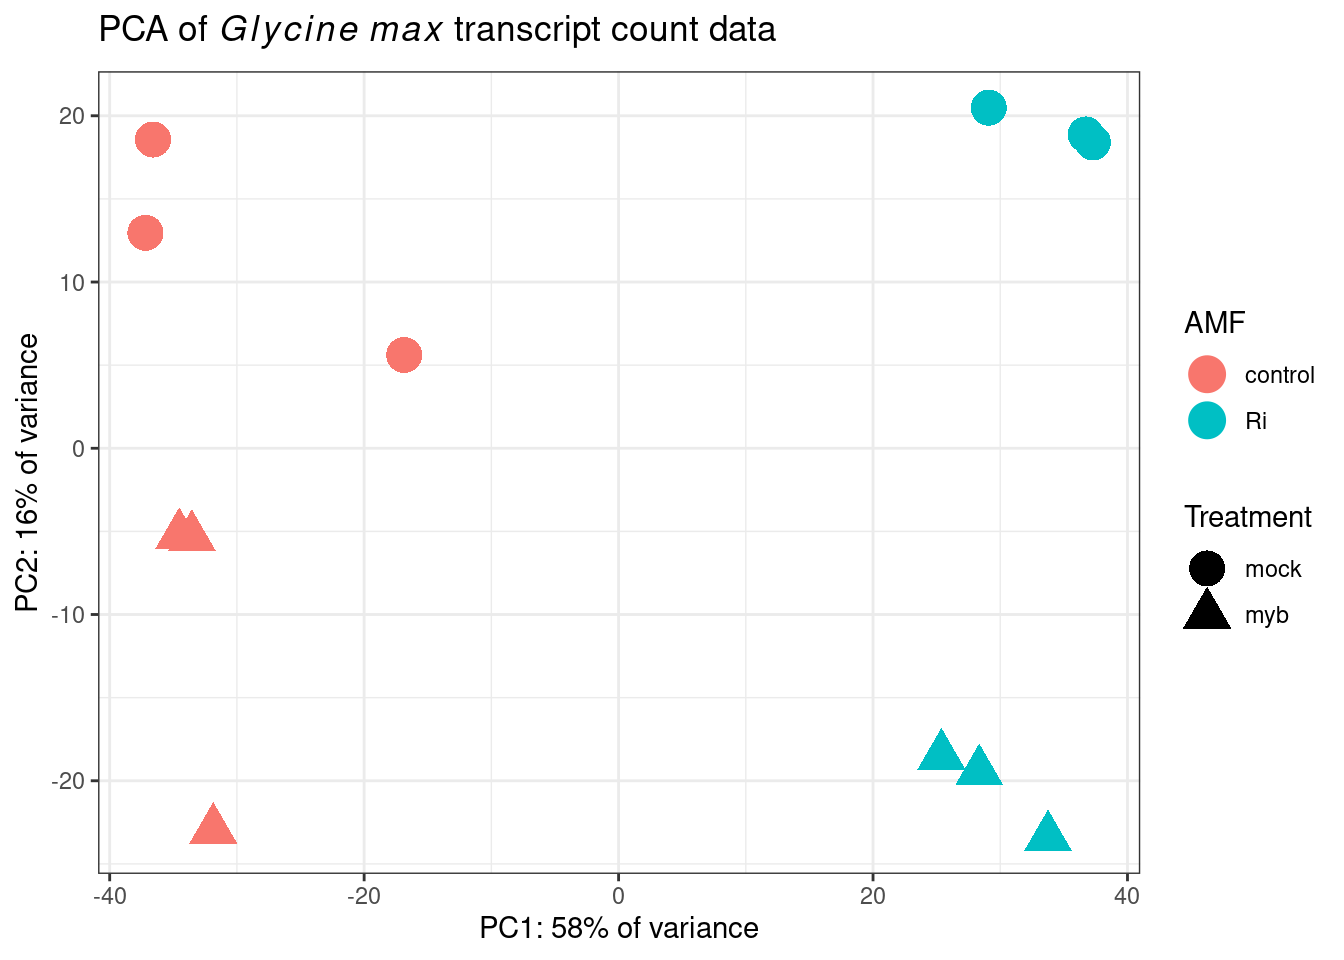 PCA of Glycine max transcript count data
20
10
0
-10
-20
PC2: 16% of variance
-40
-20
0
20
40
PC1: 58% of variance
AMF
control
Ri
Treatment
mock
myb